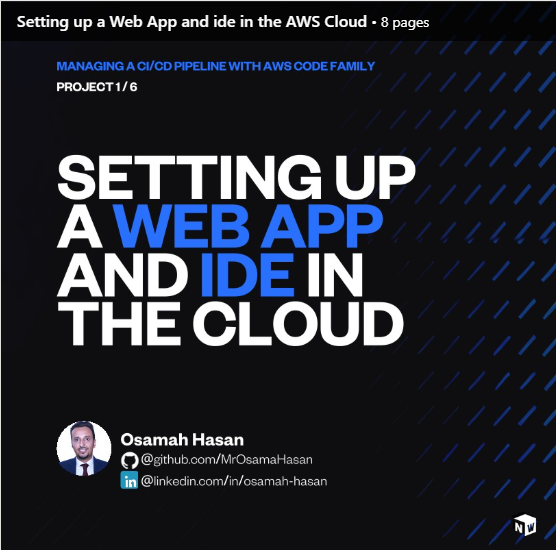 Setting up a Web App and ide in the AWS Cloud • 8 pages
MANAGING A CI/CD PIPELINE WITH AWS CODE FAMILY
PROJECT 1 / 6
SETTING UP
A WEB APP
AND IDE IN
THE CLOUD
Osamah Hasan
@github.com/MrOsamaHasan
in @linkedin.com/in/osamah-hasan
N W